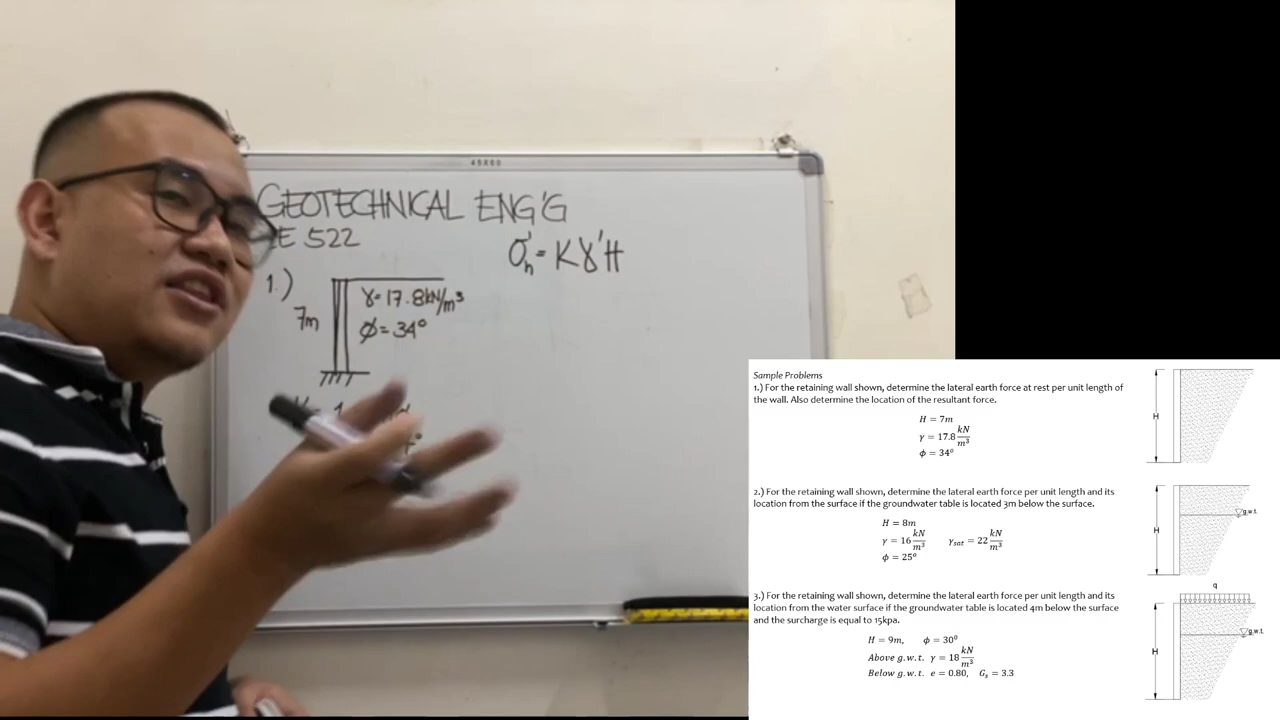 45X60
GEOTECHNICAL ENG'G
E 522
σ'h = Kγ'H
1.)
7m
γ = 17.8kN/m³
ϕ = 34°
Sample Problems
1.) For the retaining wall shown, determine the lateral earth force at rest per unit length of
the wall. Also determine the location of the resultant force.
H = 7m
γ = 17.8 kN/m³
ϕ = 34⁰
H
2.) For the retaining wall shown, determine the lateral earth force per unit length and its
location from the surface if the groundwater table is located 3m below the surface.
H = 8m
γ = 16 kN/m³ γsat = 22 kN/m³
ϕ = 25⁰
g.w.t.
H
3.) For the retaining wall shown, determine the lateral earth force per unit length and its
location from the water surface if the groundwater table is located 4m below the surface
and the surcharge is equal to 15kpa.
H = 9m, ϕ = 30⁰
Above g.w.t. γ = 18 kN/m³
Below g.w.t. e = 0.80, Gs = 3.3
q
g.w.t.
H